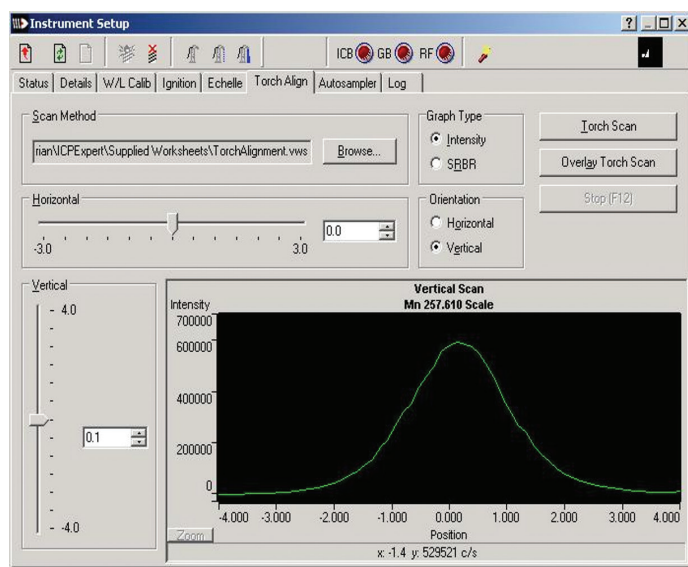 Instrument Setup
ICB GB RF
Status Details W/L Calib Ignition Echelle Torch Align Autosampler Log
Scan Method
rian\ICPExpert\Supplied Worksheets\TorchAlignment.vws
Browse...
Graph Type
Intensity
SRBR
Torch Scan
Overlay Torch Scan
Stop (F12)
Horizontal
-3.0
3.0
0.0
Orientation
Horizontal
Vertical
Vertical
4.0
0.1
-4.0
Vertical Scan
Mn 257.610 Scale
Intensity
700000
600000
400000
200000
0
-4.000 -3.000 -2.000 -1.000 0.000 1.000 2.000 3.000 4.000
Zoom
Position
x: -1.4 y: 529521 c/s